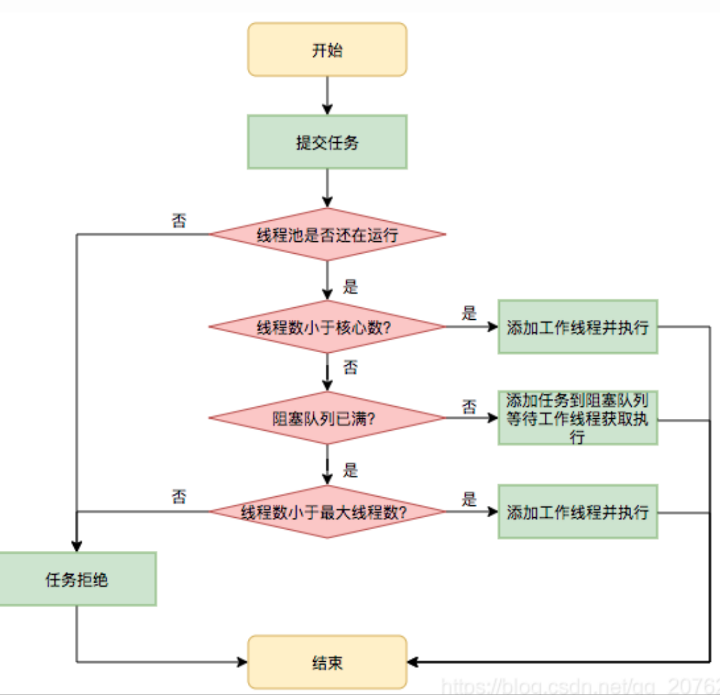 开始
提交任务
否
线程池是否还在运行
是
线程数小于核心数?
是
添加工作线程并执行
否
阻塞队列已满?
否
添加任务到阻塞队列
等待工作线程获取执
行
是
否
线程数小于最大线程数?
是
添加工作线程并执行
任务拒绝
结束
https://blog.csdn.net/qq_20762